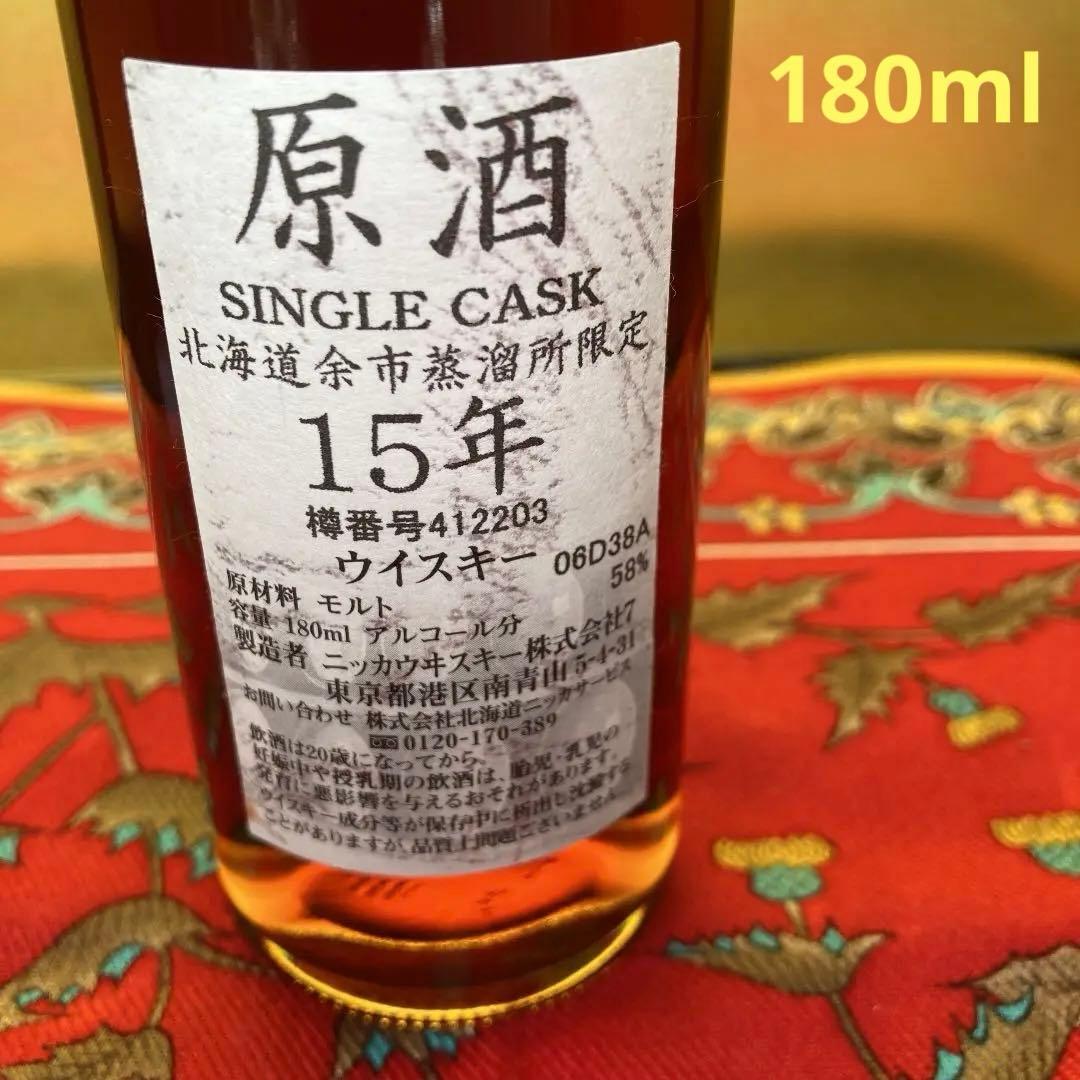 180ml
原酒
SINGLE CASK
北海道余市蒸溜所限定
15年
樽番号412203
ウイスキー 06D38A
原材料 モルト 58%
容量 180ml アルコール分
製造者 ニッカウヰスキー株式会社7
東京都港区南青山5-4-31
お問い合わせ 株式会社北海道ニッカサービス
0120-170-389
飲酒は20歳になってから。
妊娠中や授乳期の飲酒は、胎児・乳児の
発育に悪影響を与えるおそれがあります。
ウイスキー成分等が保存中に析出し沈澱する
ことがありますが、品質上問題ございません。